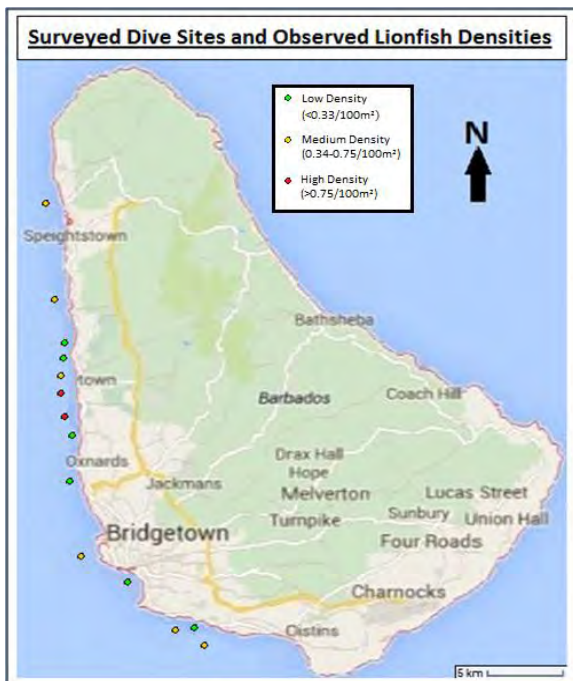 Surveyed Dive Sites and Observed Lionfish Densities
Low Density
(<0.33/100m²)
Medium Density
(0.34-0.75/100m²)
High Density
(>0.75/100m²)
N
Speightstown
Bathsheba
town
Barbados
Coach Hill
Drax Hall
Hope
Oxnards
Jackmans
Melverton
Lucas Street
Turnpike
Sunbury
Union Hall
Bridgetown
Four Roads
Charnocks
Oistins
5 km